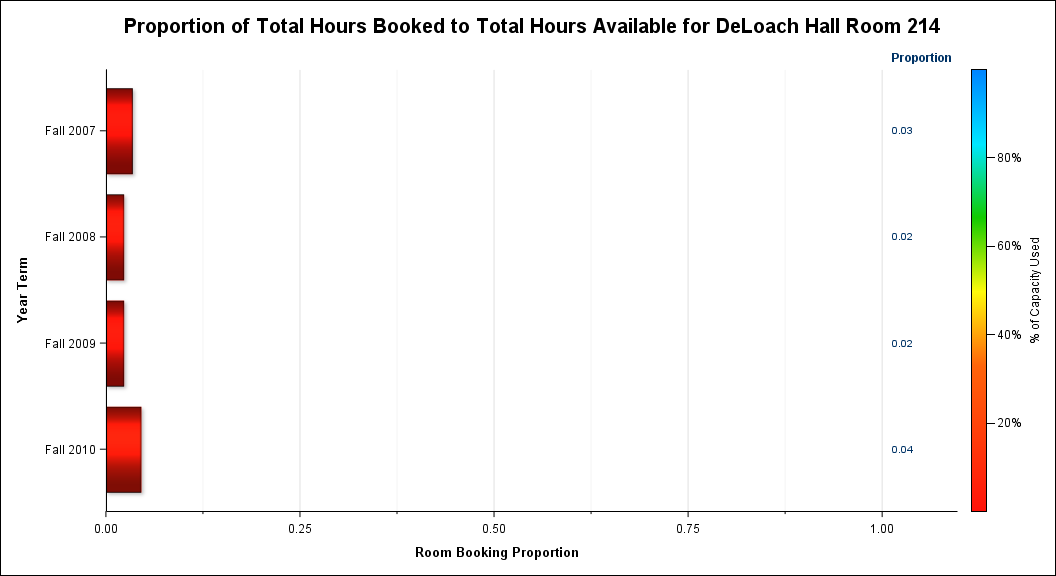 Proportion of Total Hours Booked to Total Hours Available for DeLoach Hall Room 214
Proportion
Fall 2007
0.03
80%
Fall 2008
0.02
60%
Year Term
% of Capacity Used
Fall 2009
0.02
40%
20%
Fall 2010
0.04
0.00
0.25
0.50
0.75
1.00
Room Booking Proportion